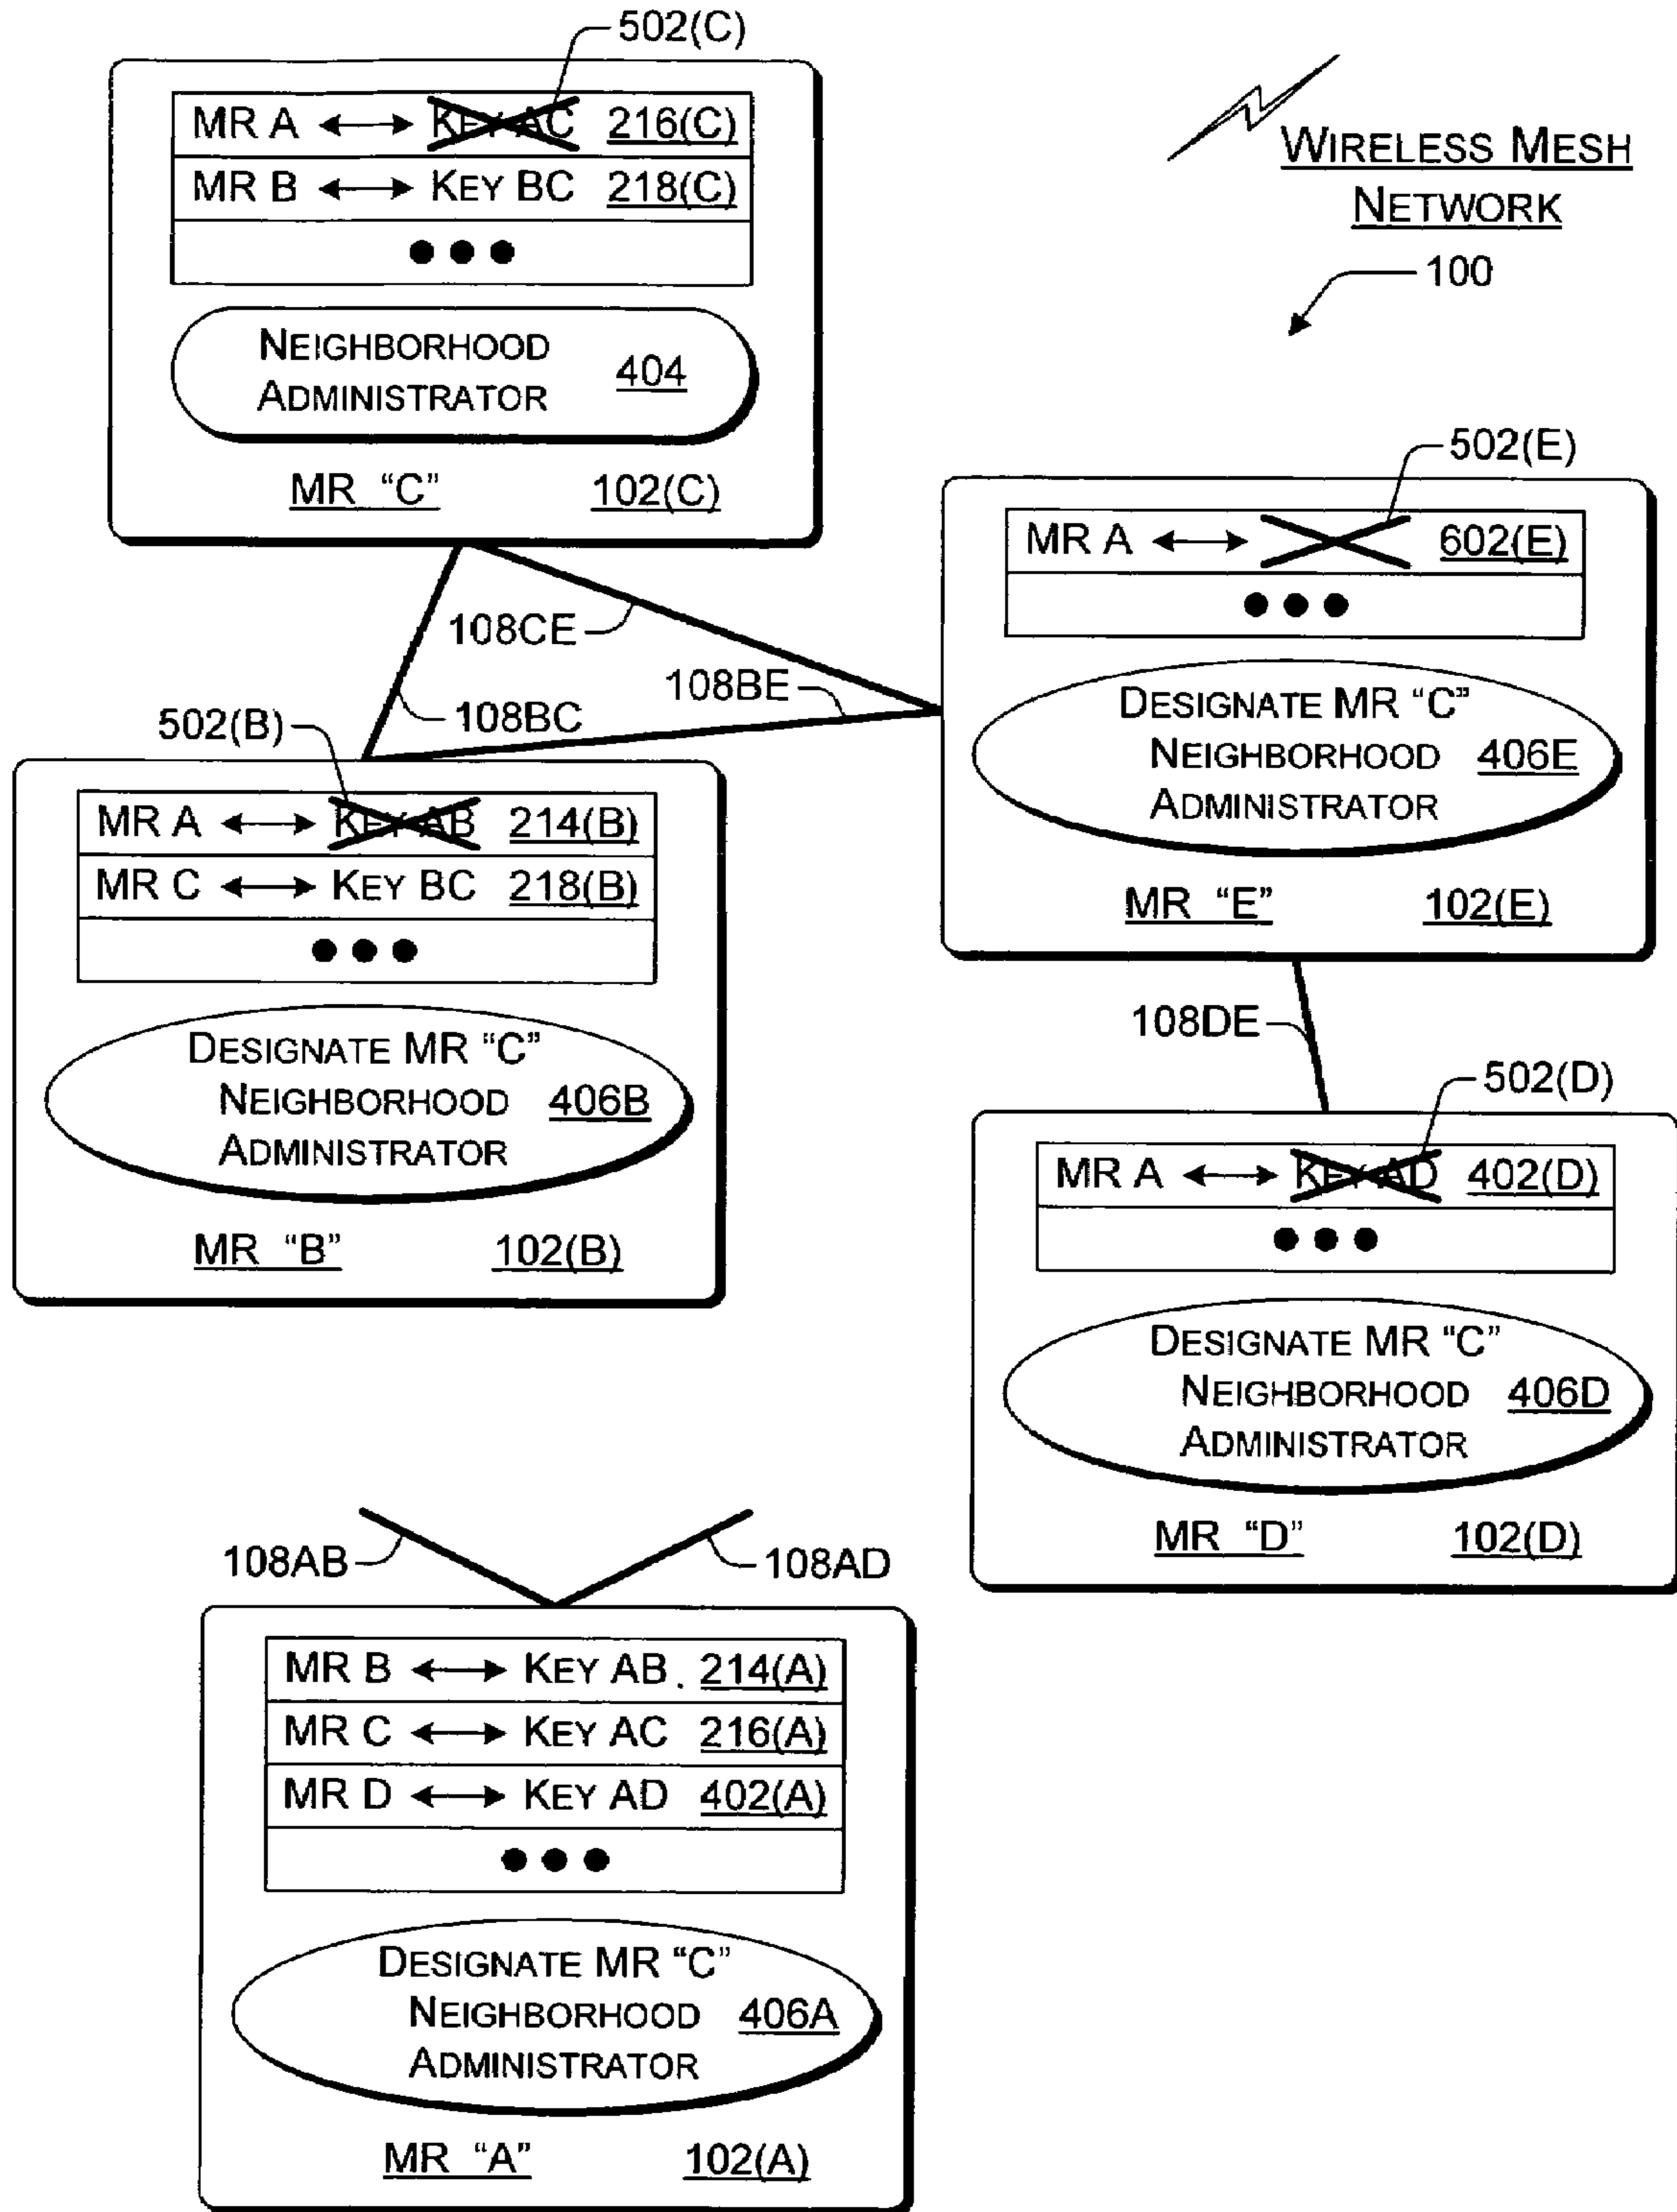 502(C)
MR A KEY AC 216(C)
MR B KEY BC 218(C)
NEIGHBORHOOD
ADMINISTRATOR 404
MR “C” 102(C)
WIRELESS MESH
NETWORK
100
502(E)
MR A 602(E)
DESIGNATE MR “C”
NEIGHBORHOOD 406E
ADMINISTRATOR
MR “E” 102(E)
108CE
108BE
108BC
502(B)
MR A KEY AB 214(B)
MR C KEY BC 218(B)
DESIGNATE MR “C”
NEIGHBORHOOD 406B
ADMINISTRATOR
MR “B” 102(B)
108DE
502(D)
MR A KEY AD 402(D)
DESIGNATE MR “C”
NEIGHBORHOOD 406D
ADMINISTRATOR
MR “D” 102(D)
108AB
108AD
MR B KEY AB 214(A)
MR C KEY AC 216(A)
MR D KEY AD 402(A)
DESIGNATE MR “C”
NEIGHBORHOOD 406A
ADMINISTRATOR
MR “A” 102(A)